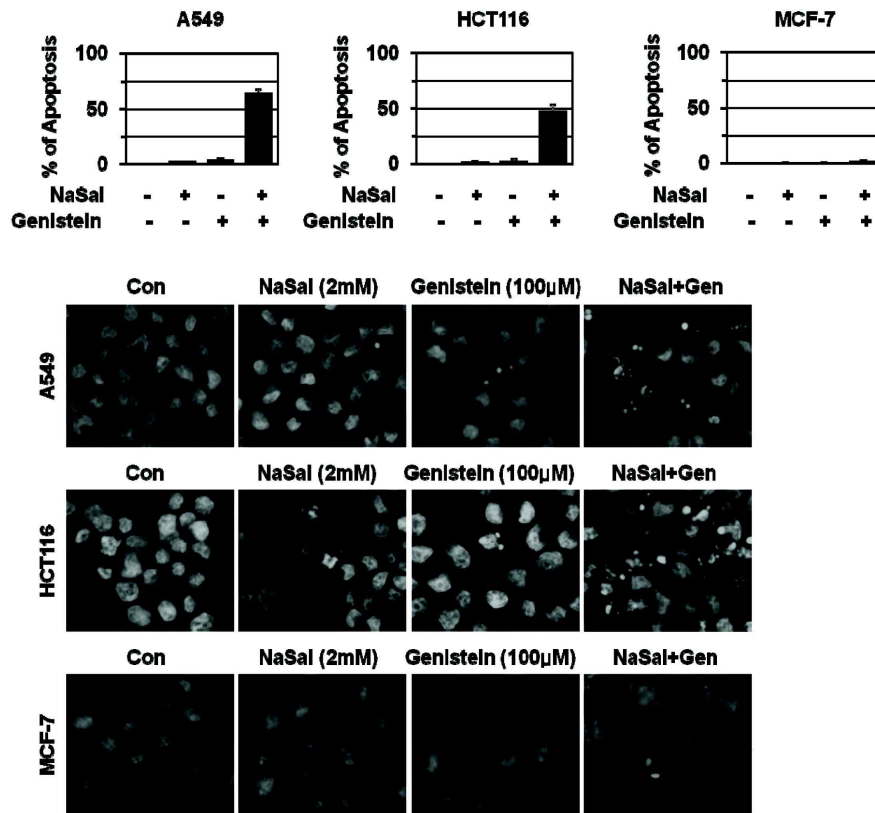 A549 HCT116 MCF-7
% of Apoptosis
100
50
0
% of Apoptosis
100
50
0
% of Apoptosis
100
50
0
NaSal - + - + NaSal - + - + NaSal - + - +
Genistein - - + + Genistein - - + + Genistein - - + +
Con NaSal (2mM) Genistein (100µM) NaSal+Gen
A549
Con NaSal (2mM) Genistein (100µM) NaSal+Gen
HCT116
Con NaSal (2mM) Genistein (100µM) NaSal+Gen
MCF-7